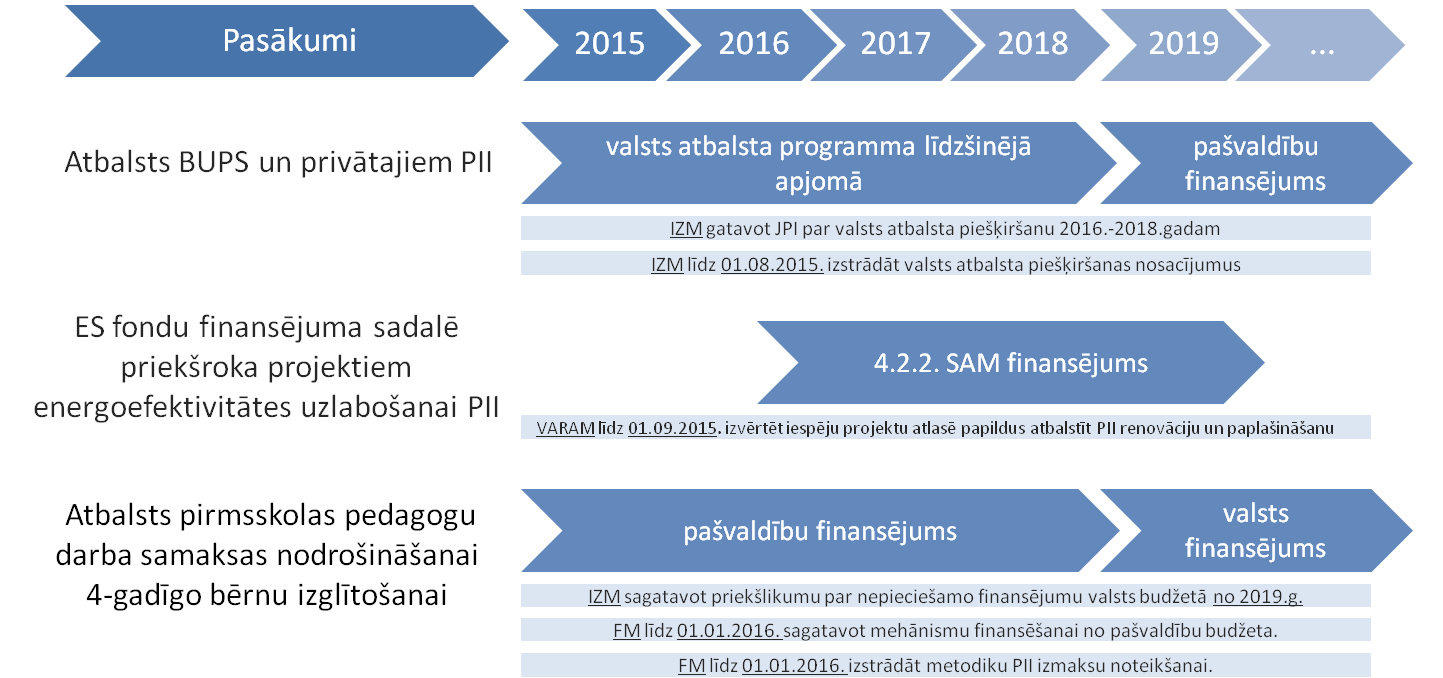 Pasākumi
2015
2016
2017
2018
2019
...
Atbalsts BUPS un privātajiem PII
valsts atbalsta programma līdzšinējā
apjomā
pašvaldību
finansējums
IZM gatavot JPI par valsts atbalsta piešķiršanu 2016.-2018.gadam
IZM līdz 01.08.2015. izstrādāt valsts atbalsta piešķiršanas nosacījumus
ES fondu finansējuma sadalē
priekšroka projektiem
energoefektivitātes uzlabošanai PII
4.2.2. SAM finansējums
VARAM līdz 01.09.2015. izvērtēt iespēju projektu atlasē papildus atbalstīt PII renovāciju un paplašināšanu
Atbalsts pirmsskolas pedagogu
darba samaksas nodrošināšanai
4-gadīgo bērnu izglītošanai
pašvaldību finansējums
valsts
finansējums
IZM sagatavot priekšlikumu par nepieciešamo finansējumu valsts budžetā no 2019.g.
FM līdz 01.01.2016. sagatavot mehānismu finansēšanai no pašvaldību budžeta.
FM līdz 01.01.2016. izstrādāt metodiku PII izmaksu noteikšanai.